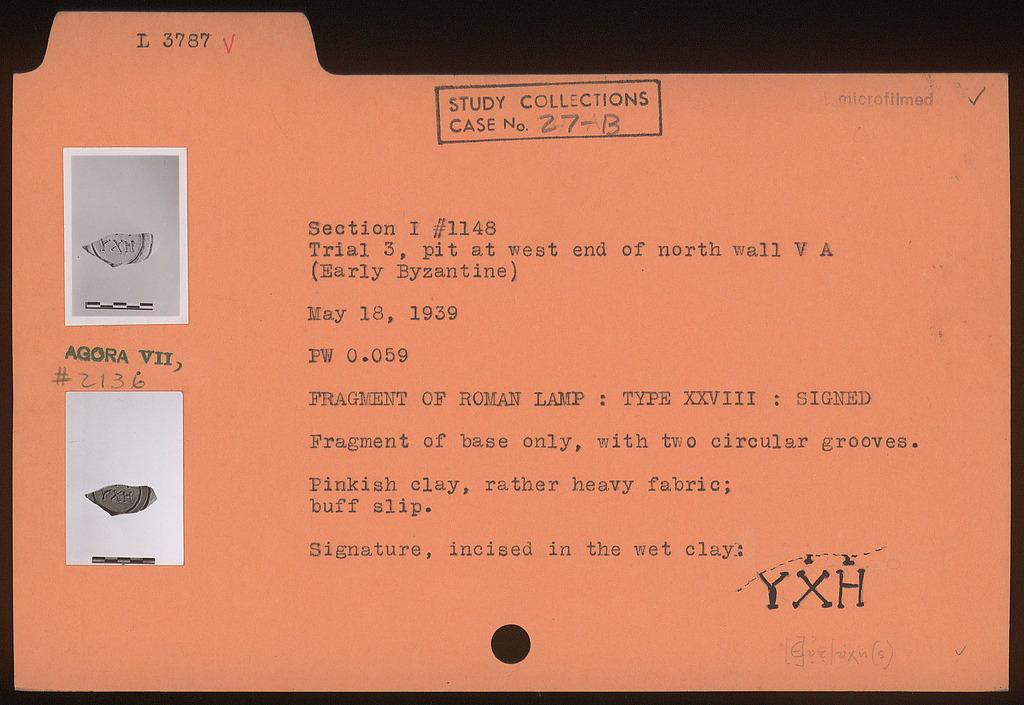 L 3787 V
STUDY COLLECTIONS
CASE No. 27-B
microfilmed ✓
Section I #1148
Trial 3, pit at west end of north wall V A
(Early Byzantine)
May 18, 1939
PW 0.059
AGORA VII,
#2136
FRAGMENT OF ROMAN LAMP : TYPE XXVIII : SIGNED
Fragment of base only, with two circular grooves.
Pinkish clay, rather heavy fabric;
buff slip.
Signature, incised in the wet clay:
ΥΧΗ
YXH
YXH